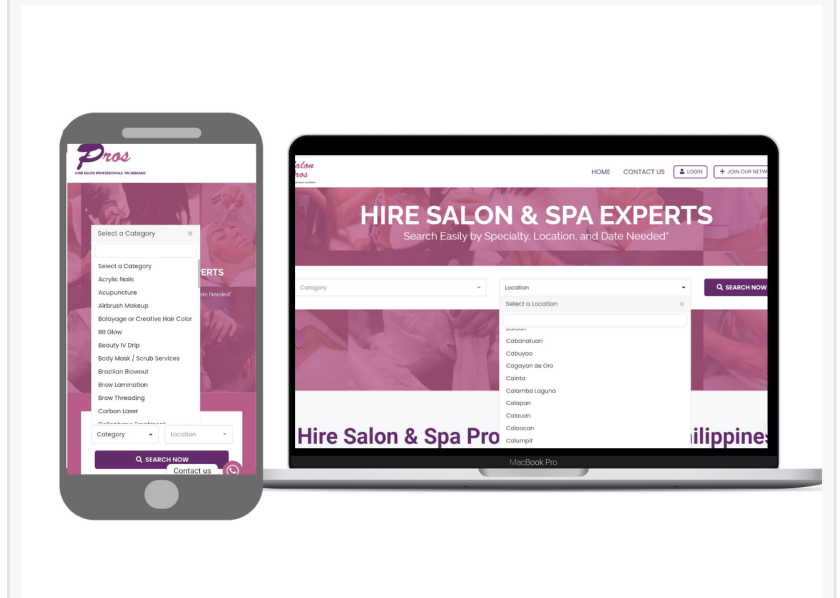 Pros
HIRE SALON PROFESSIONALS ON DEMAND
Select a Category ×
Select a Category
Acrylic Nails
Acupuncture
Airbrush Makeup
Balayage or Creative Hair Color
BB Glow
Beauty IV Drip
Body Mask / Scrub Services
Brazilian Blowout
Brow Lamination
Brow Threading
Carbon Laser
PERTS
ate Needed*
Category
Location
SEARCH NOW
Contact us
HOME
CONTACT US
LOGIN
+ JOIN OUR NETW
HIRE SALON & SPA EXPERTS
Search Easily by Specialty, Location, and Date Needed*
Category
Location
SEARCH NOW
Select a Location ×
Cabanatuan
Cabuyao
Cagayan de Oro
Cainta
Calamba Laguna
Calapan
Calauan
Calaocan
Calumpit
Hire Salon & Spa Pro
ilippines
MacBook Pro